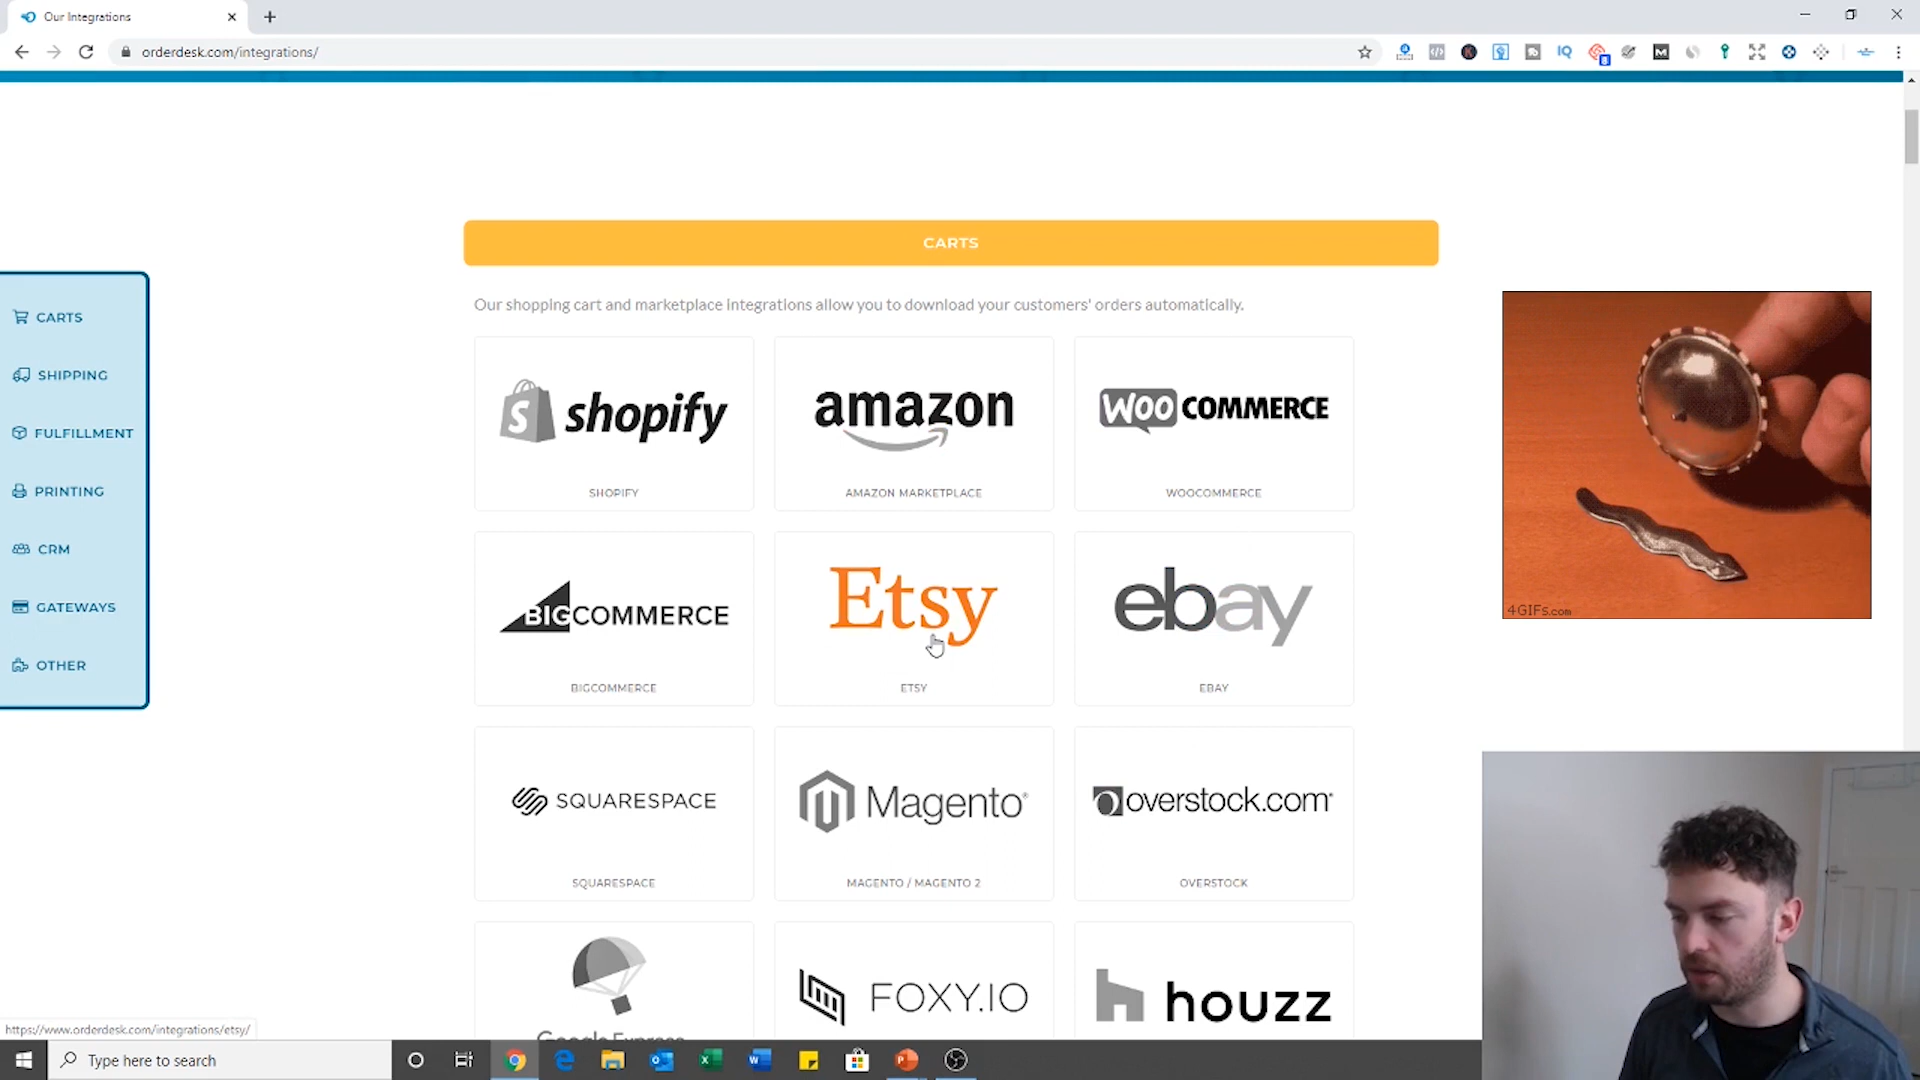 Our Integrations
orderdesk.com/integrations/
CARTS
Our shopping cart and marketplace integrations allow you to download your customers' orders automatically.
CARTS
SHIPPING
FULFILLMENT
PRINTING
CRM
GATEWAYS
OTHER
shopify
SHOPIFY
amazon
AMAZON MARKETPLACE
WOO COMMERCE
WOOCOMMERCE
BIGCOMMERCE
BIGCOMMERCE
Etsy
ETSY
ebay
EBAY
SQUARESPACE
SQUARESPACE
Magento®
MAGENTO / MAGENTO 2
overstock.com®
OVERSTOCK
Google Express
FOXY.IO
houzz
4GIFs.com
https://www.orderdesk.com/integrations/etsy/
Type here to search